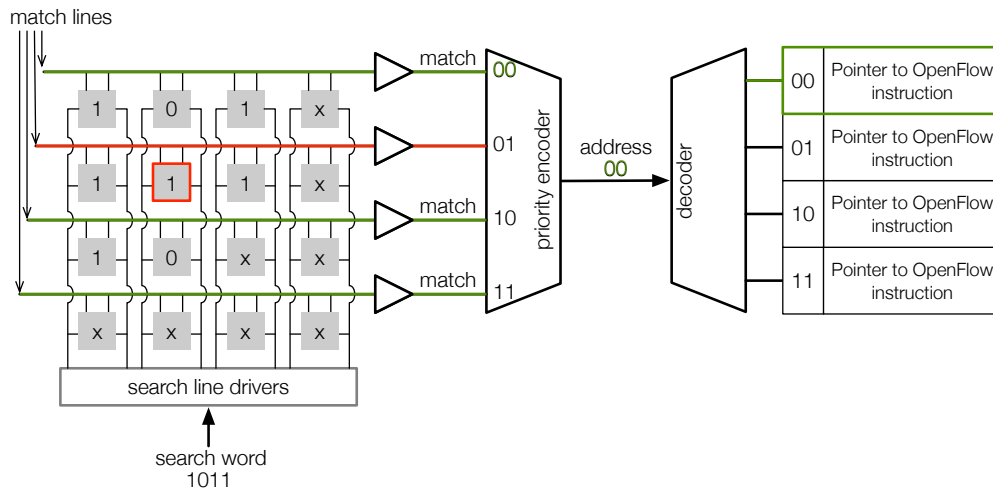 match lines
match
00
1 0 1 x
01
1 1 1 x
match
10
1 0 x x
match
11
x x x x
search line drivers
search word
1011
priority encoder
address
00
decoder
00 Pointer to OpenFlow
instruction
01 Pointer to OpenFlow
instruction
10 Pointer to OpenFlow
instruction
11 Pointer to OpenFlow
instruction